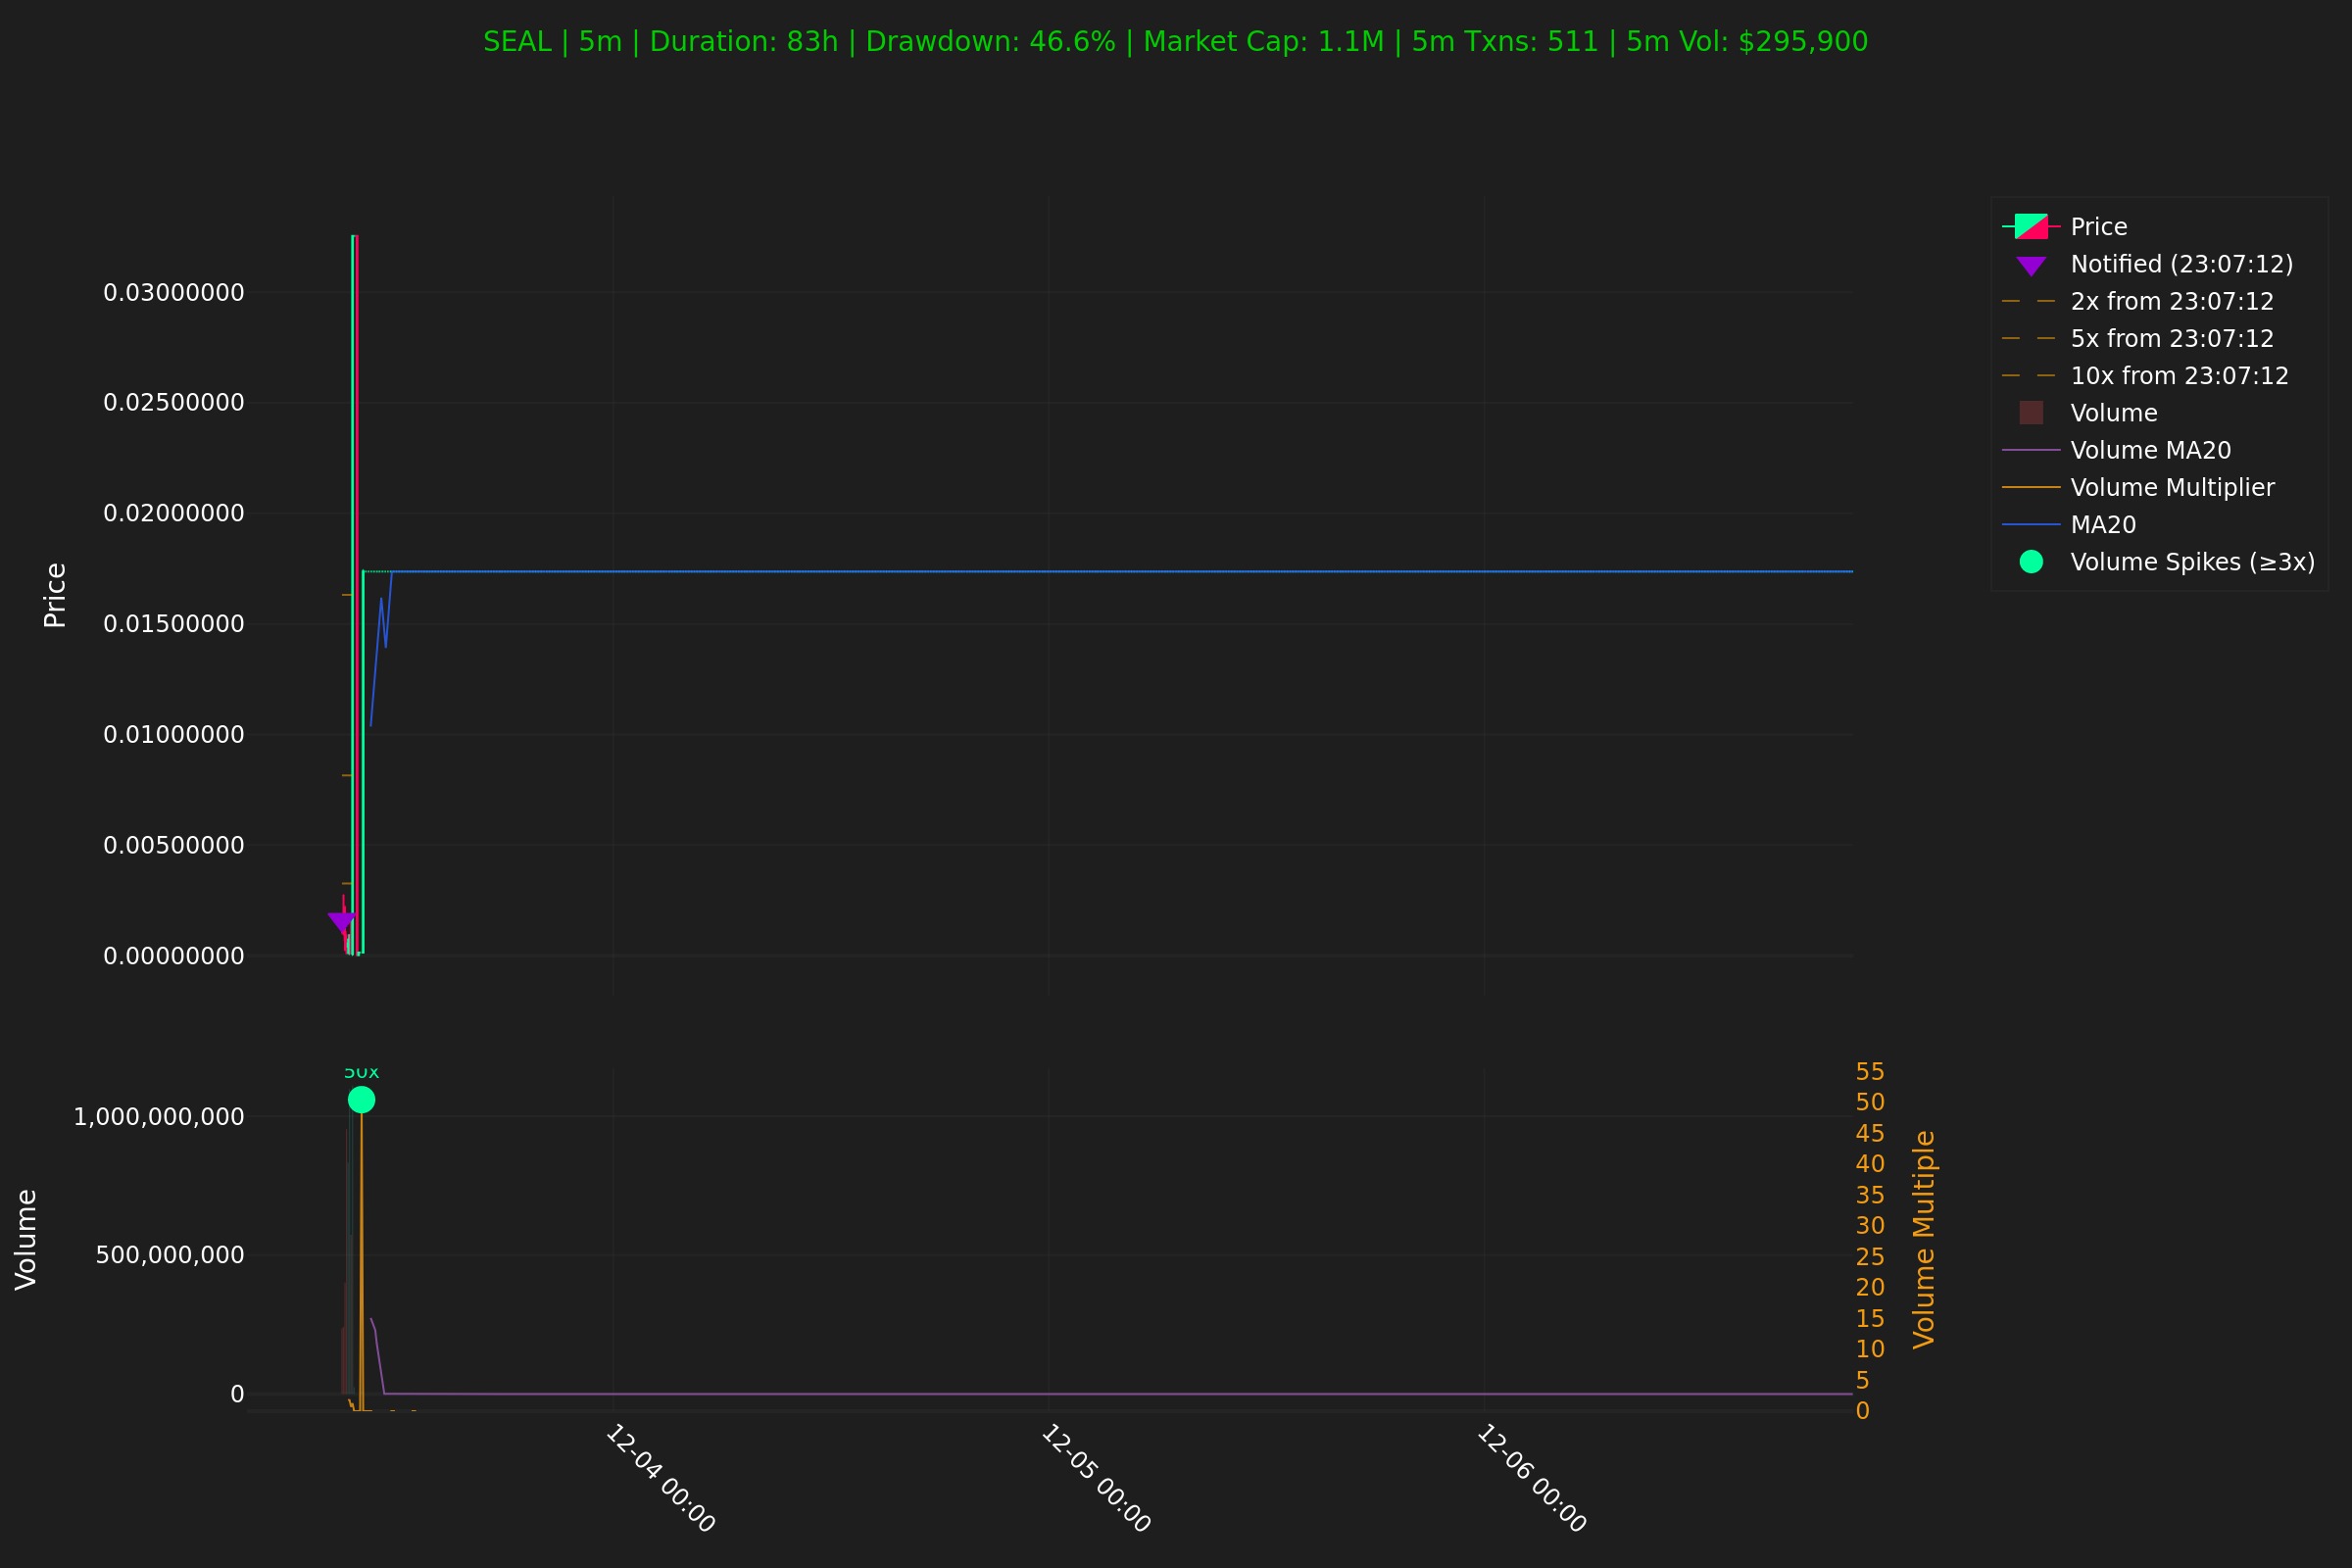 SEAL | 5m | Duration: 83h | Drawdown: 46.6% | Market Cap: 1.1M | 5m Txns: 511 | 5m Vol: $295,900
Price
0.03000000
0.02500000
0.02000000
0.01500000
0.01000000
0.00500000
0.00000000
Price
Notified (23:07:12)
2x from 23:07:12
5x from 23:07:12
10x from 23:07:12
Volume
Volume MA20
Volume Multiplier
MA20
Volume Spikes (≥3x)
50x
Volume
1,000,000,000
500,000,000
0
55
50
45
40
35
30
25
20
15
10
5
0
Volume Multiple
12-04 00:00
12-05 00:00
12-06 00:00